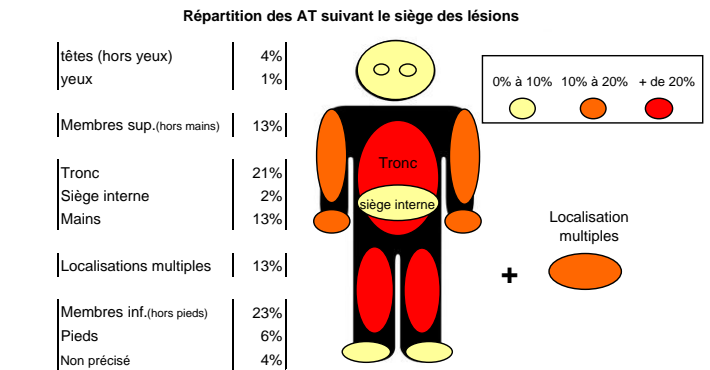 Répartition des AT suivant le siège des lésions
têtes (hors yeux) 4%
yeux 1%
Membres sup.(hors mains) 13%
Tronc 21%
Siège interne 2%
Mains 13%
Localisations multiples 13%
Membres inf.(hors pieds) 23%
Pieds 6%
Non précisé 4%
Tronc
siège interne
0% à 10% 10% à 20% + de 20%
Localisation
multiples
+